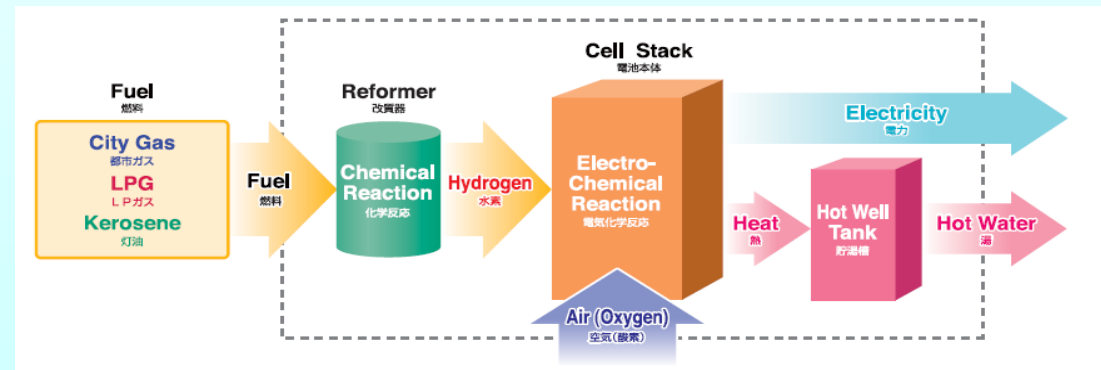 Fuel
燃料
City Gas
都市ガス
LPG
LPガス
Kerosene
灯油
Fuel
燃料
Reformer
改質器
Chemical
Reaction
化学反応
Hydrogen
水素
Cell Stack
電池本体
Electro-
Chemical
Reaction
電気化学反応
Air (Oxygen)
空気(酸素)
Electricity
電力
Heat
熱
Hot Well
Tank
貯湯槽
Hot Water
湯